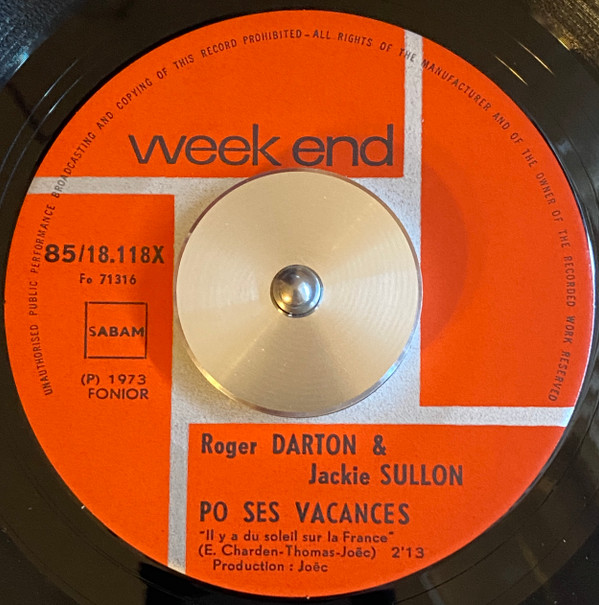 UNAUTHORISED PUBLIC PERFORMANCE BROADCASTING AND COPYING OF THIS RECORD PROHIBITED-ALL RIGHTS OF THE MANUFACTURER AND OF THE OWNER OF THE RECORDED WORK RESERVED
week end
85/18.118X
Fo 71316
SABAM
(P) 1973
FONIOR
Roger DARTON &
Jackie SULLON
PO SES VACANCES
"Il y a du soleil sur la France"
(E. Charden-Thomas-Joëc) 2'13
Production : Joëc